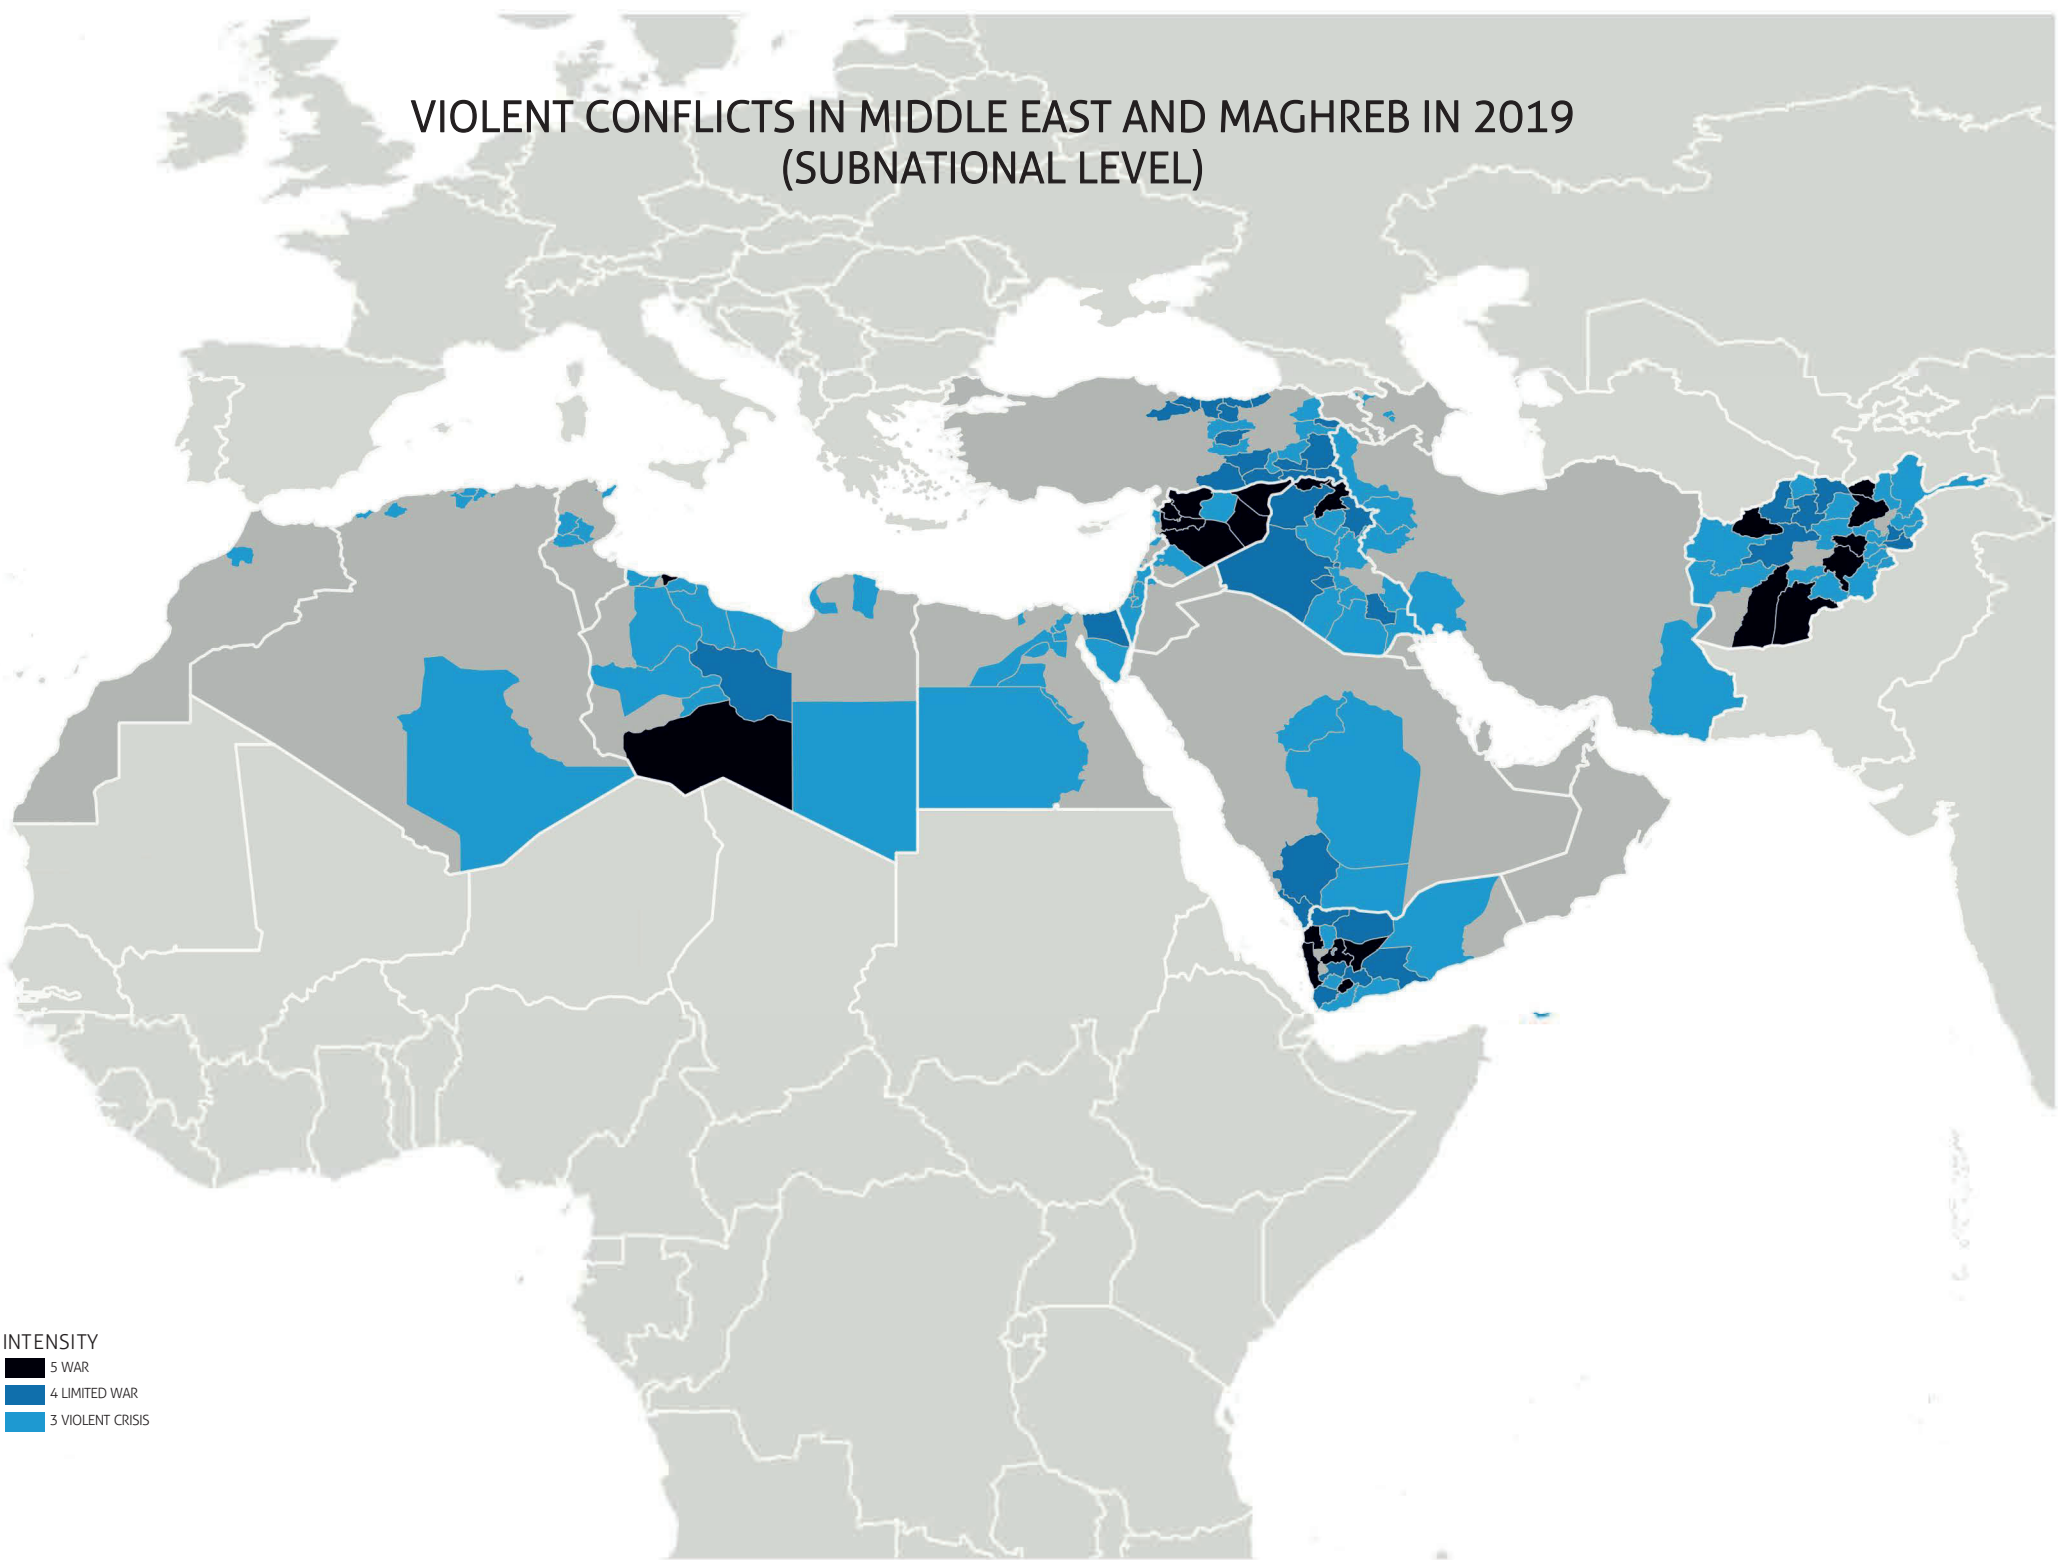 VIOLENT CONFLICTS IN MIDDLE EAST AND MAGHREB IN 2019
(SUBNATIONAL LEVEL)
INTENSITY
5 WAR
4 LIMITED WAR
3 VIOLENT CRISIS